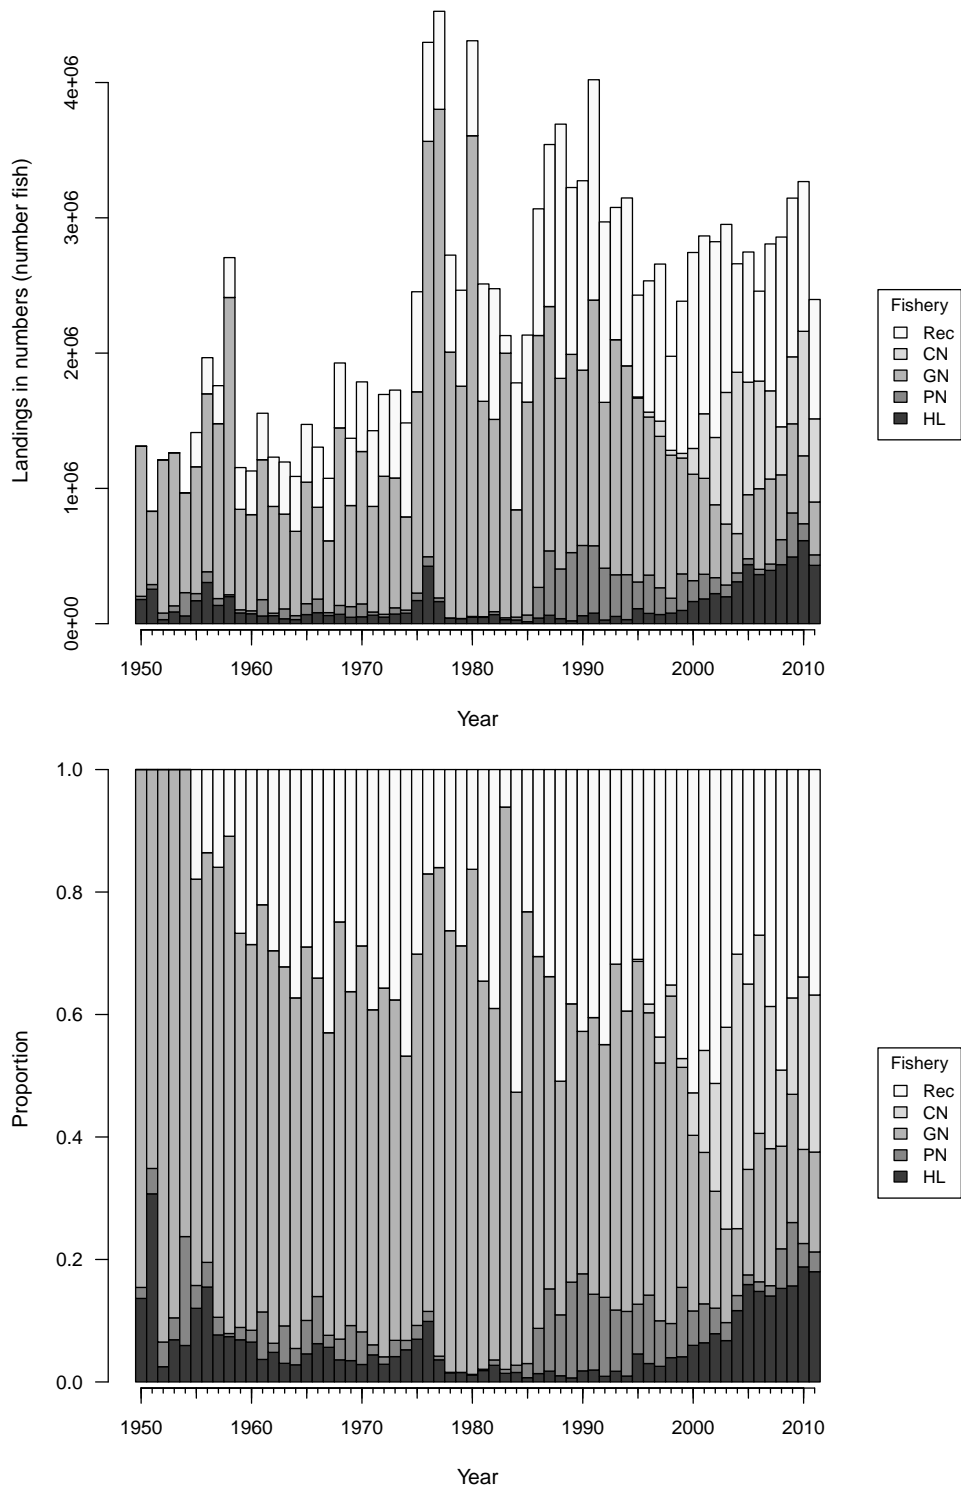 Landings in numbers (number fish)
0e+00 1e+06 2e+06 3e+06 4e+06
1950 1960 1970 1980 1990 2000 2010
Year
Fishery
Rec
CN
GN
PN
HL
Proportion
1.0
0.8
0.6
0.4
0.2
0.0
1950 1960 1970 1980 1990 2000 2010
Year
Fishery
Rec
CN
GN
PN
HL